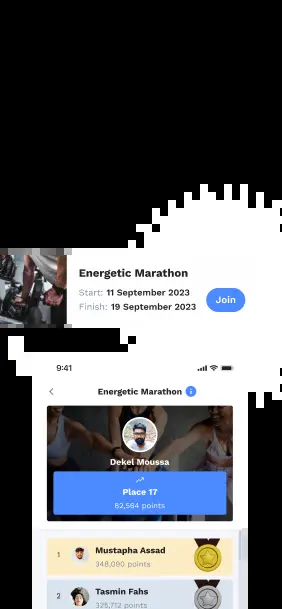 Energetic Marathon
Start: 11 September 2023
Finish: 19 September 2023
Join
9:41
Energetic Marathon
Dekel Moussa
Place 17
82,564 points
1
Mustapha Assad
348,090 points
2
Tasmin Fahs
325,712 points